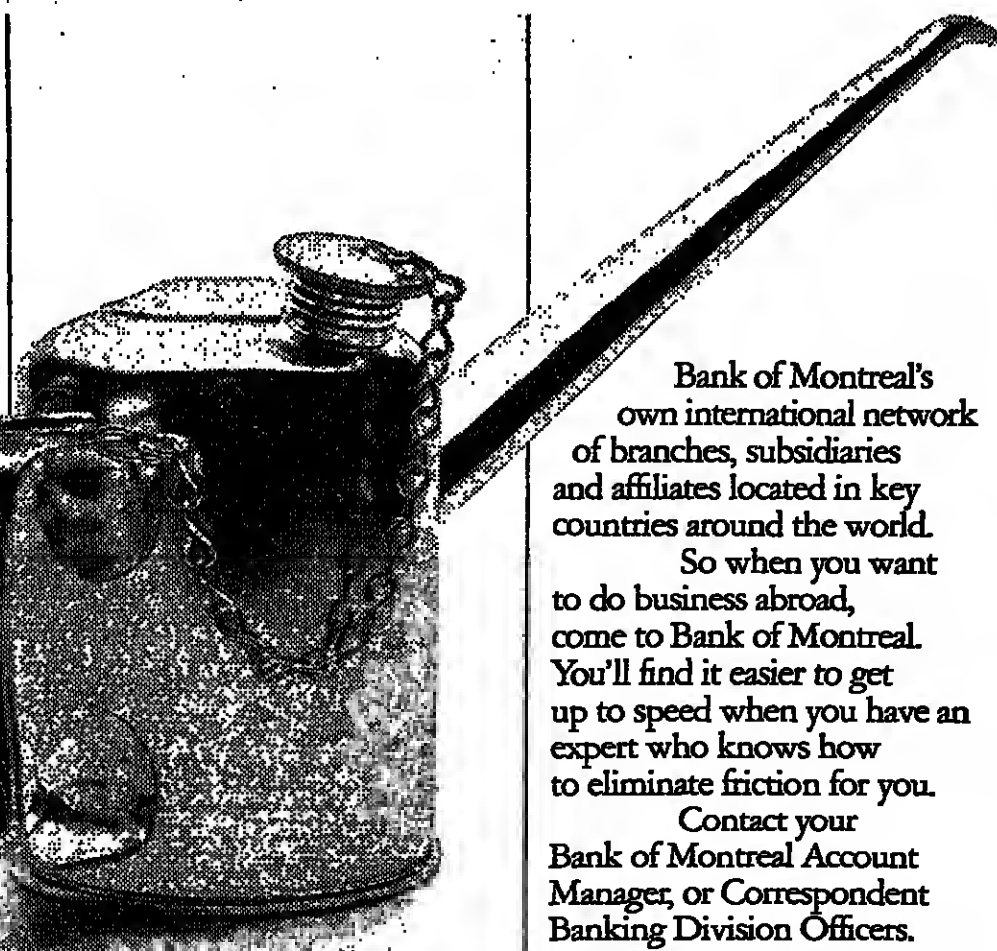 Bank of Montreal's
own international network
of branches, subsidiaries
and affiliates located in key
countries around the world.
So when you want
to do business abroad,
come to Bank of Montreal.
You'll find it easier to get
up to speed when you have an
expert who knows how
to eliminate friction for you.
Contact your
Bank of Montreal Account
Manager, or Correspondent
Banking Division Officers.